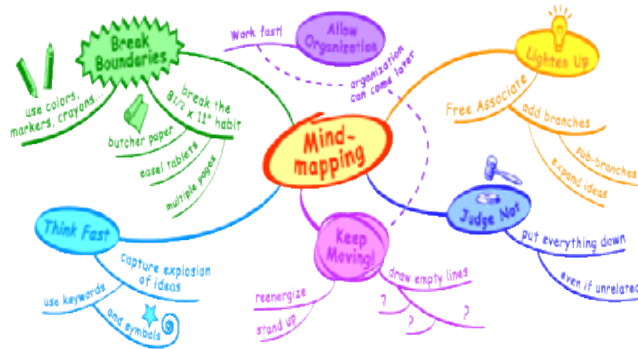 Break
Boundaries
use colors,
markers, crayons...
break the
8 1/2 x 11" habit
butcher paper
easel tablets
multiple pages
Work fast!
Allow
Organization
organization
can come later
Lighten Up
Free Associate
add branches
sub-branches
expand ideas
Mind-
mapping
Judge Not
put everything down
even if unrelated
Keep
Moving!
draw empty lines
?
?
?
reenergize
stand up
Think Fast
capture explosion
of ideas
use keywords
and symbols